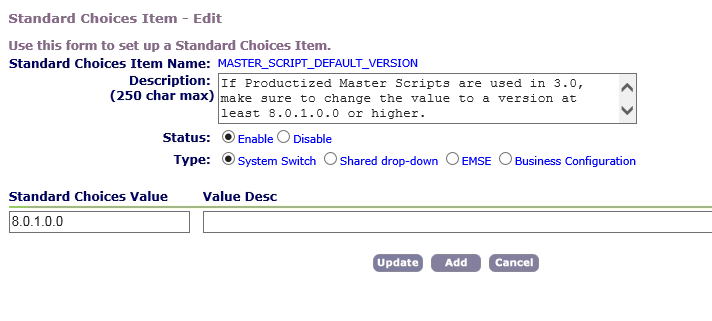 Standard Choices Item - Edit
Use this form to set up a Standard Choices Item.
Standard Choices Item Name: MASTER_SCRIPT_DEFAULT_VERSION
Description: If Productized Master Scripts are used in 3.0,
(250 char max) make sure to change the value to a version at
least 8.0.1.0.0 or higher.
Status: Enable Disable
Type: System Switch Shared drop-down EMSE Business Configuration
Standard Choices Value Value Desc
8.0.1.0.0
Update Add Cancel